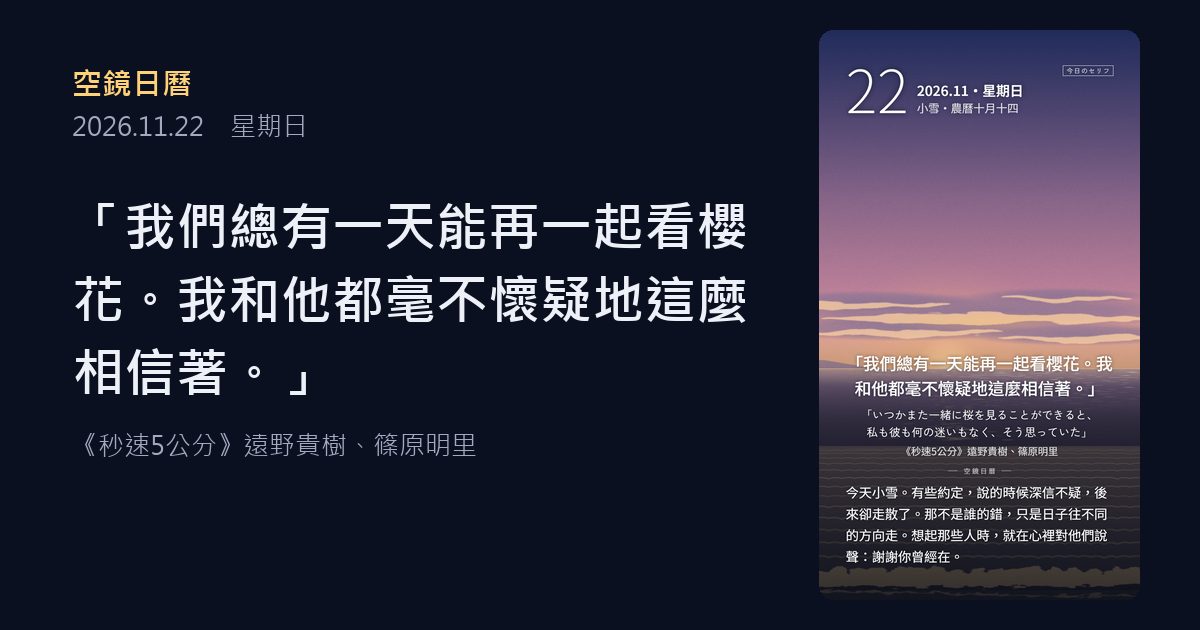 空鏡日曆
2026.11.22　星期日
「我們總有一天能再一起看櫻
花。我和他都毫不懷疑地這麼
相信著。」
《秒速5公分》遠野貴樹、篠原明里
22
2026.11・星期日
小雪・農曆十月十四
今日のセリフ
「我們總有一天能再一起看櫻花。我
和他都毫不懷疑地這麼相信著。」
「いつかまた一緒に桜を見ることができると、
私も彼も何の迷いもなく、そう思っていた」
《秒速5公分》遠野貴樹、篠原明里
— 空鏡日曆 —
今天小雪。有些約定，說的時候深信不疑，後
來卻走散了。那不是誰的錯，只是日子往不同
的方向走。想起那些人時，就在心裡對他們說
聲：謝謝你曾經在。